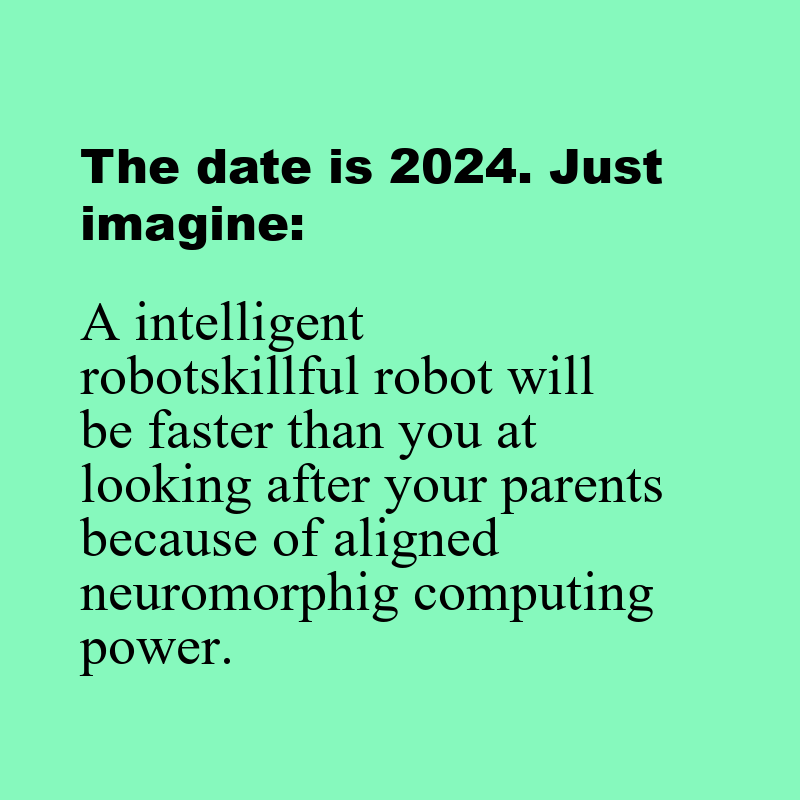 The date is 2024. Just
imagine:
A intelligent
robotskillful robot will
be faster than you at
looking after your parents
because of aligned
neuromorphig computing
power.